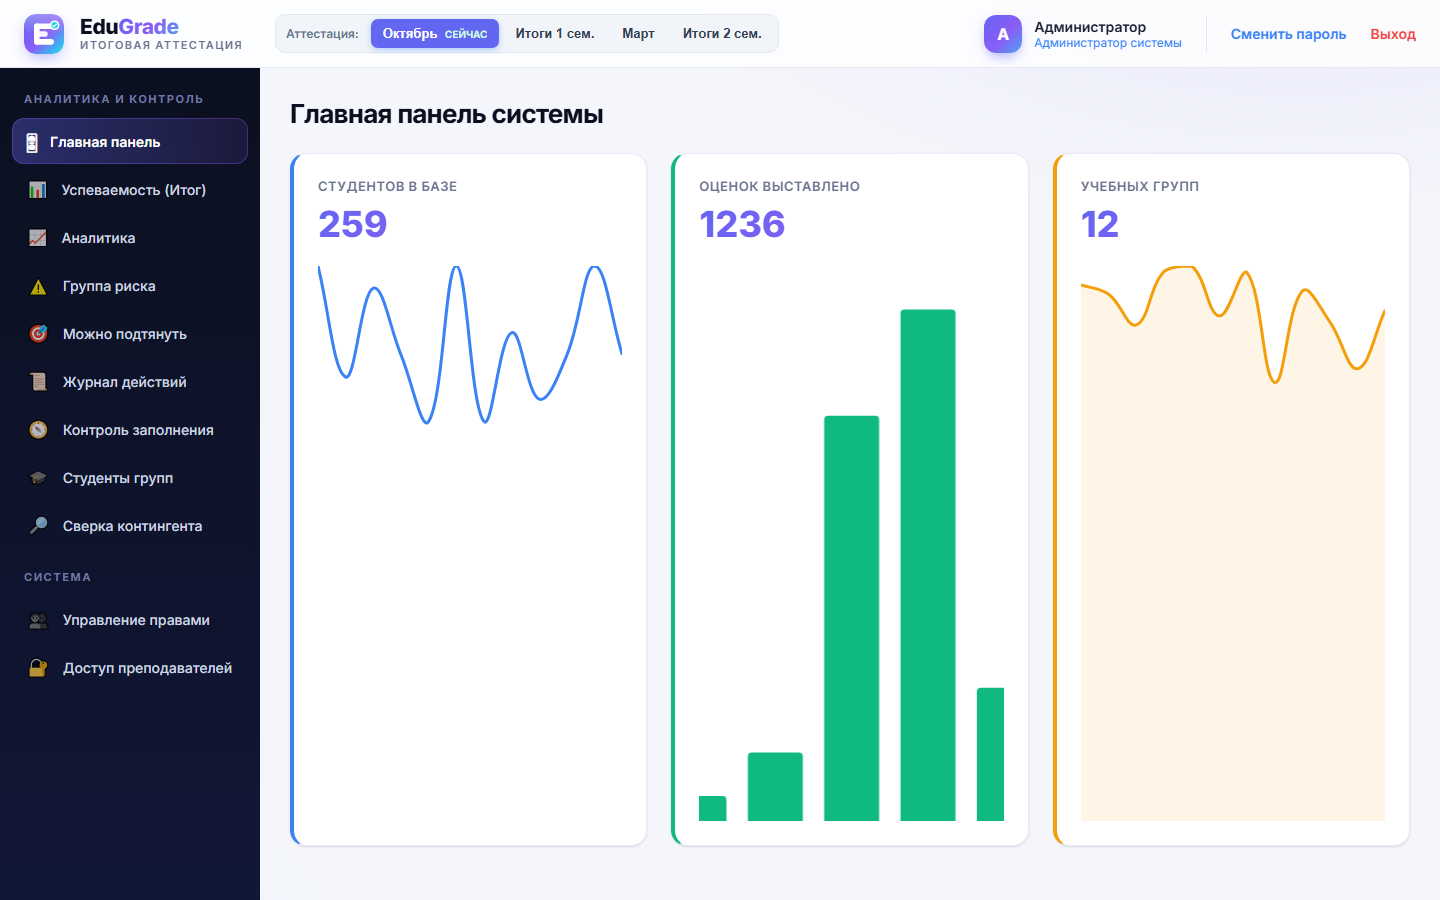 EduGrade
ИТОГОВАЯ АТТЕСТАЦИЯ
Аттестация: Октябрь СЕЙЧАС Итоги 1 сем. Март Итоги 2 сем.
А
Администратор
Администратор системы
Сменить пароль
Выход
АНАЛИТИКА И КОНТРОЛЬ
Главная панель
Успеваемость (Итог)
Аналитика
Группа риска
Можно подтянуть
Журнал действий
Контроль заполнения
Студенты групп
Сверка контингента
СИСТЕМА
Управление правами
Доступ преподавателей
Главная панель системы
СТУДЕНТОВ В БАЗЕ
259
ОЦЕНОК ВЫСТАВЛЕНО
1236
УЧЕБНЫХ ГРУПП
12